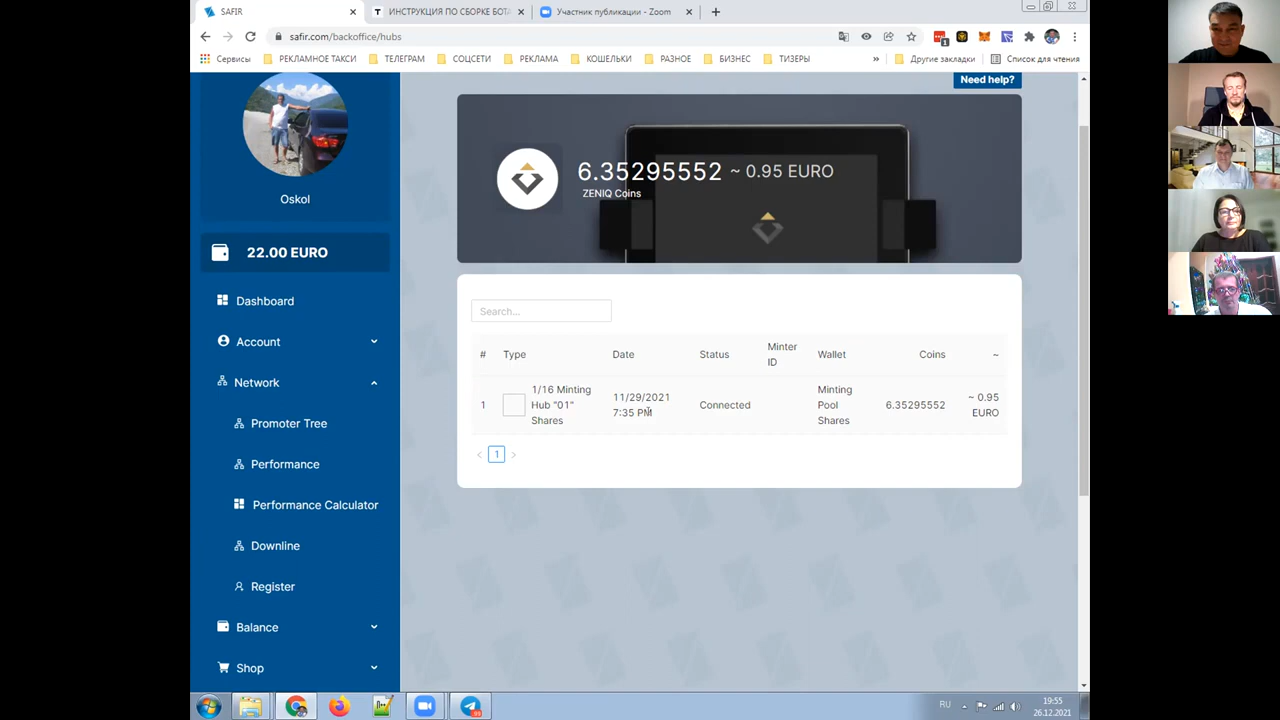 SAFIR
ИНСТРУКЦИЯ ПО СБОРКЕ БОТА
Участник публикации - Zoom
safir.com/backoffice/hubs
1
Сервисы
РЕКЛАМНОЕ ТАКСИ
ТЕЛЕГРАМ
СОЦСЕТИ
РЕКЛАМА
КОШЕЛЬКИ
РАЗНОЕ
БИЗНЕС
ТИЗЕРЫ
»
Другие закладки
Список для чтения
Need help?
6.35295552 ~ 0.95 EURO
ZENIQ Coins
Oskol
22.00 EURO
Dashboard
Account
Network
Promoter Tree
Performance
Performance Calculator
Downline
Register
Balance
Shop
Search...
# Type Date Status Minter ID Wallet Coins ~
1 1/16 Minting Hub "01" Shares 11/29/2021 7:35 PM Connected Minting Pool Shares 6.35295552 ~ 0.95 EURO
< 1 >
RU
19:55
26.12.2021